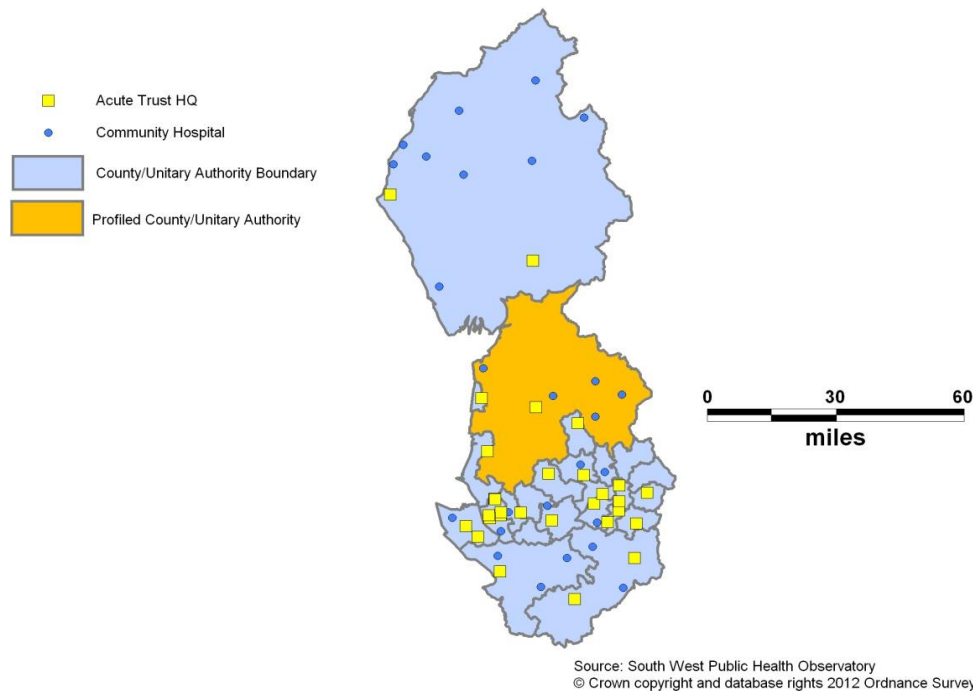 Acute Trust HQ
Community Hospital
County/Unitary Authority Boundary
Profiled County/Unitary Authority
0 30 60
miles
Source: South West Public Health Observatory
© Crown copyright and database rights 2012 Ordnance Survey